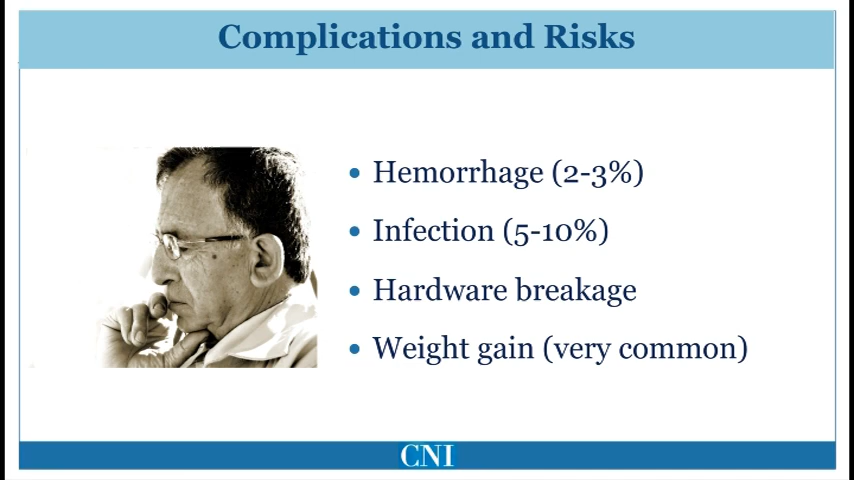 Complications and Risks
• Hemorrhage (2-3%)
• Infection (5-10%)
• Hardware breakage
• Weight gain (very common)
CNI